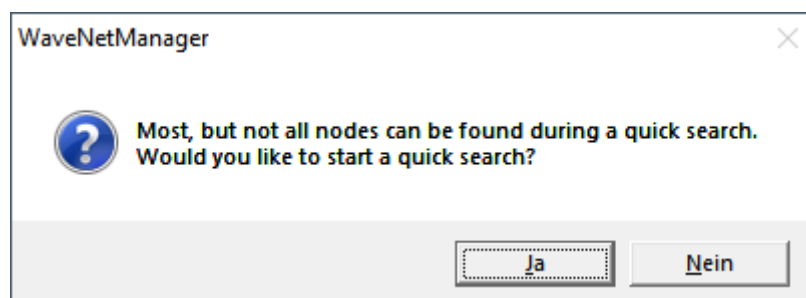 WaveNetManager
Most, but not all nodes can be found during a quick search.
Would you like to start a quick search?
Ja
Nein